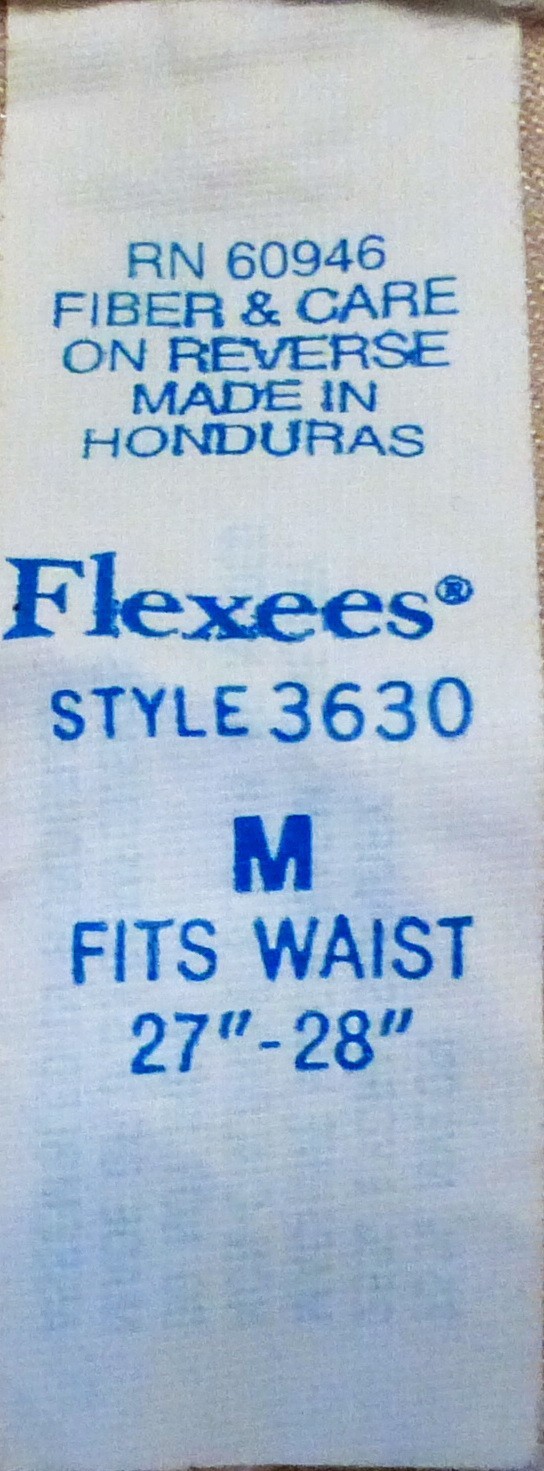 RN 60946
FIBER & CARE
ON REVERSE
MADE IN
HONDURAS
Flexees®
STYLE 3630
M
FITS WAIST
27"-28"